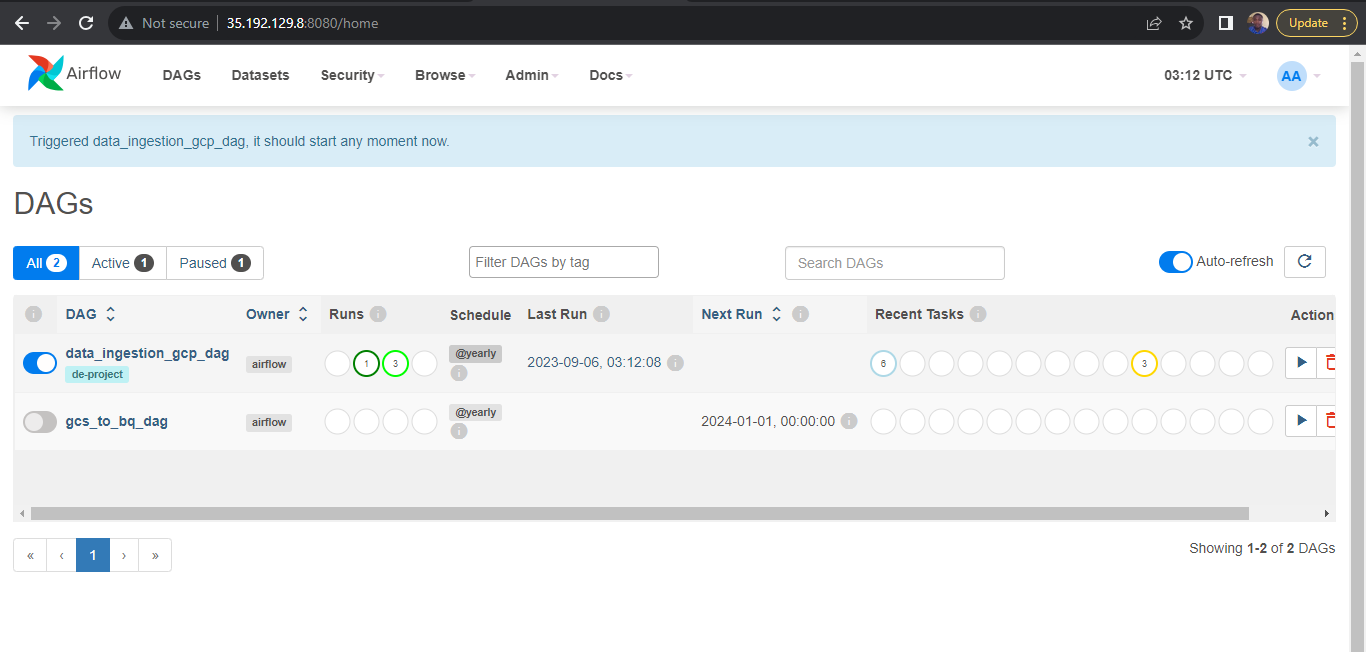 Not secure 35.192.129.8:8080/home Update
Airflow DAGs Datasets Security Browse Admin Docs 03:12 UTC AA
Triggered data_ingestion_gcp_dag, it should start any moment now. ×
DAGs
All 2 Active 1 Paused 1 Filter DAGs by tag Search DAGs Auto-refresh
DAG Owner Runs Schedule Last Run Next Run Recent Tasks Action
data_ingestion_gcp_dag airflow 1 3 @yearly 2023-09-06, 03:12:08 6 3
de-project
gcs_to_bq_dag airflow @yearly 2024-01-01, 00:00:00
« ‹ 1 › » Showing 1-2 of 2 DAGs